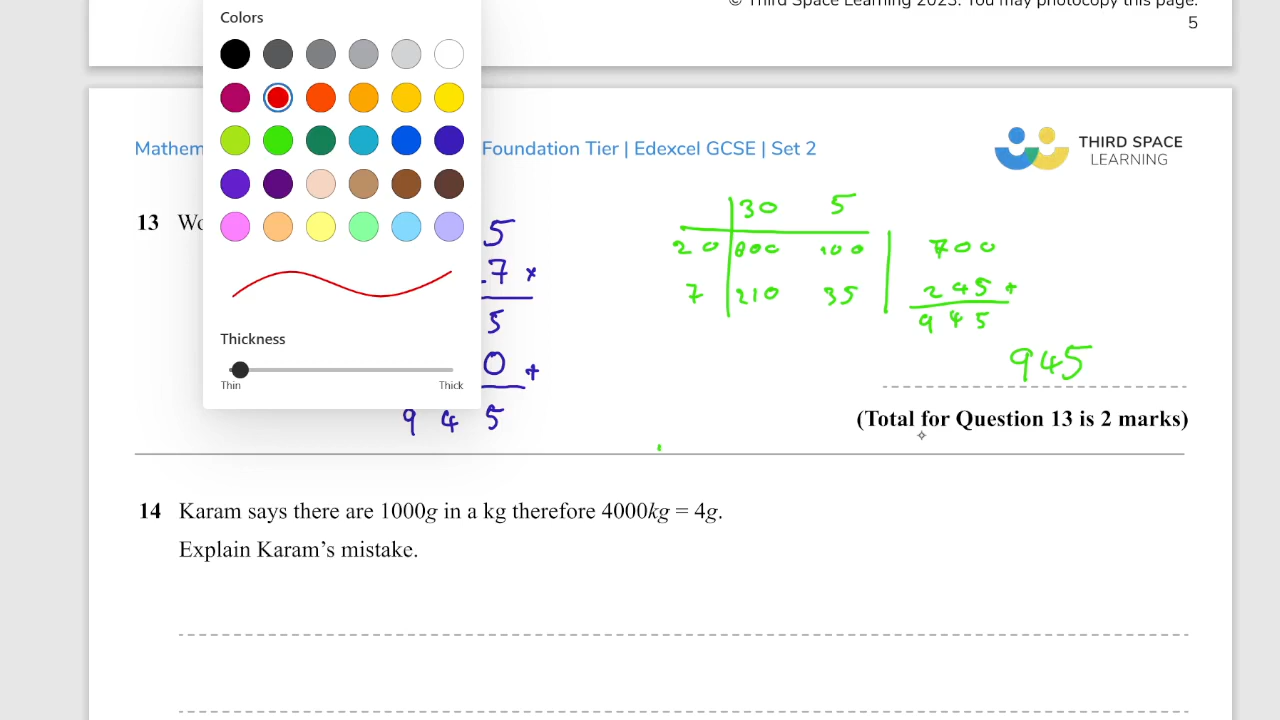 Colors
© Third Space Learning 2023. You may photocopy this page.
5
Mathem
Foundation Tier | Edexcel GCSE | Set 2
THIRD SPACE
LEARNING
13 Wo
5
7 ×
5
0 +
9 4 5
30 5
20 600 100
7 210 35
700
245 +
945
945
Thickness
Thin Thick
(Total for Question 13 is 2 marks)
14 Karam says there are 1000g in a kg therefore 4000kg = 4g.
Explain Karam’s mistake.